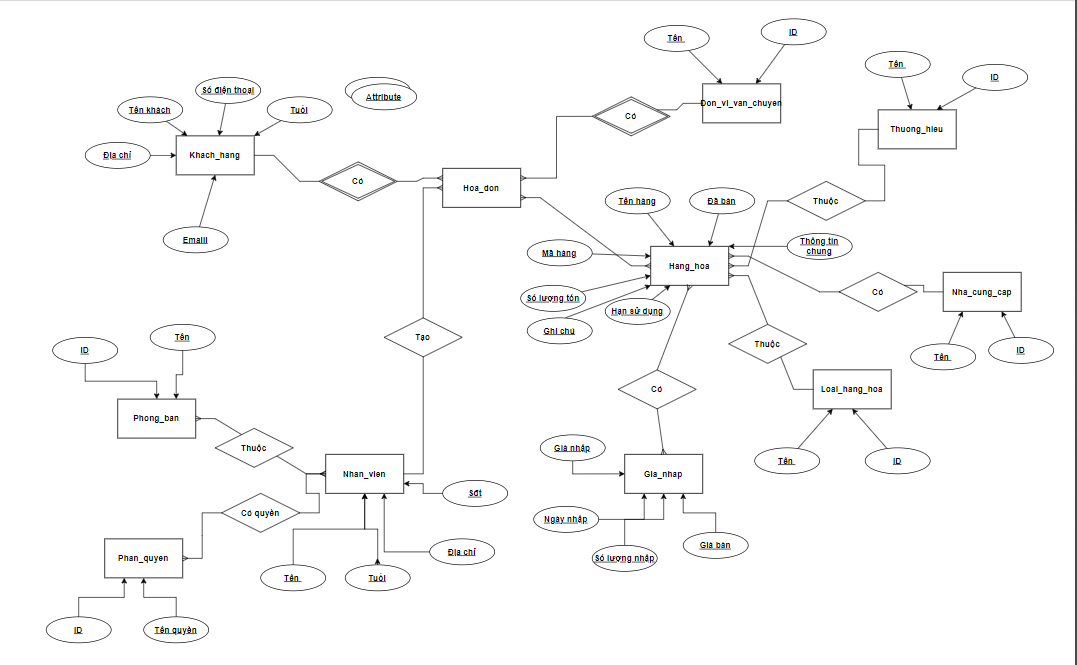 Tên
ID
Tên
ID
Số điện thoại
Attribute
Tên khách
Tuổi
Don_vi_van_chuyen
Có
Thuong_hieu
Địa chỉ
Khach_hang
Có
Hoa_don
Tên hàng
Đã bán
Thuộc
Emaill
Thông tin
chung
Mã hàng
Hang_hoa
Số lượng tồn
Hạn sử dụng
Có
Nha_cung_cap
Ghi chú
Tạo
Thuộc
Tên
ID
ID
Tên
Có
Loai_hang_hoa
Phong_ban
Thuộc
Giá nhập
Tên
ID
Nhan_vien
Gia_nhap
Sđt
Có quyền
Ngày nhập
Giá bán
Phan_quyen
Địa chỉ
Số lượng nhập
Tên
Tuổi
ID
Tên quyền